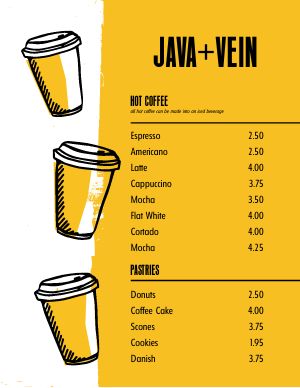 JAVA+VEIN
HOT COFFEE
all hot coffee can be made into an iced beverage
Espresso 2.50
Americano 2.50
Latte 4.00
Cappuccino 3.75
Mocha 3.50
Flat White 4.00
Cortado 4.00
Mocha 4.25
PASTRIES
Donuts 2.50
Coffee Cake 4.00
Scones 3.75
Cookies 1.95
Danish 3.75